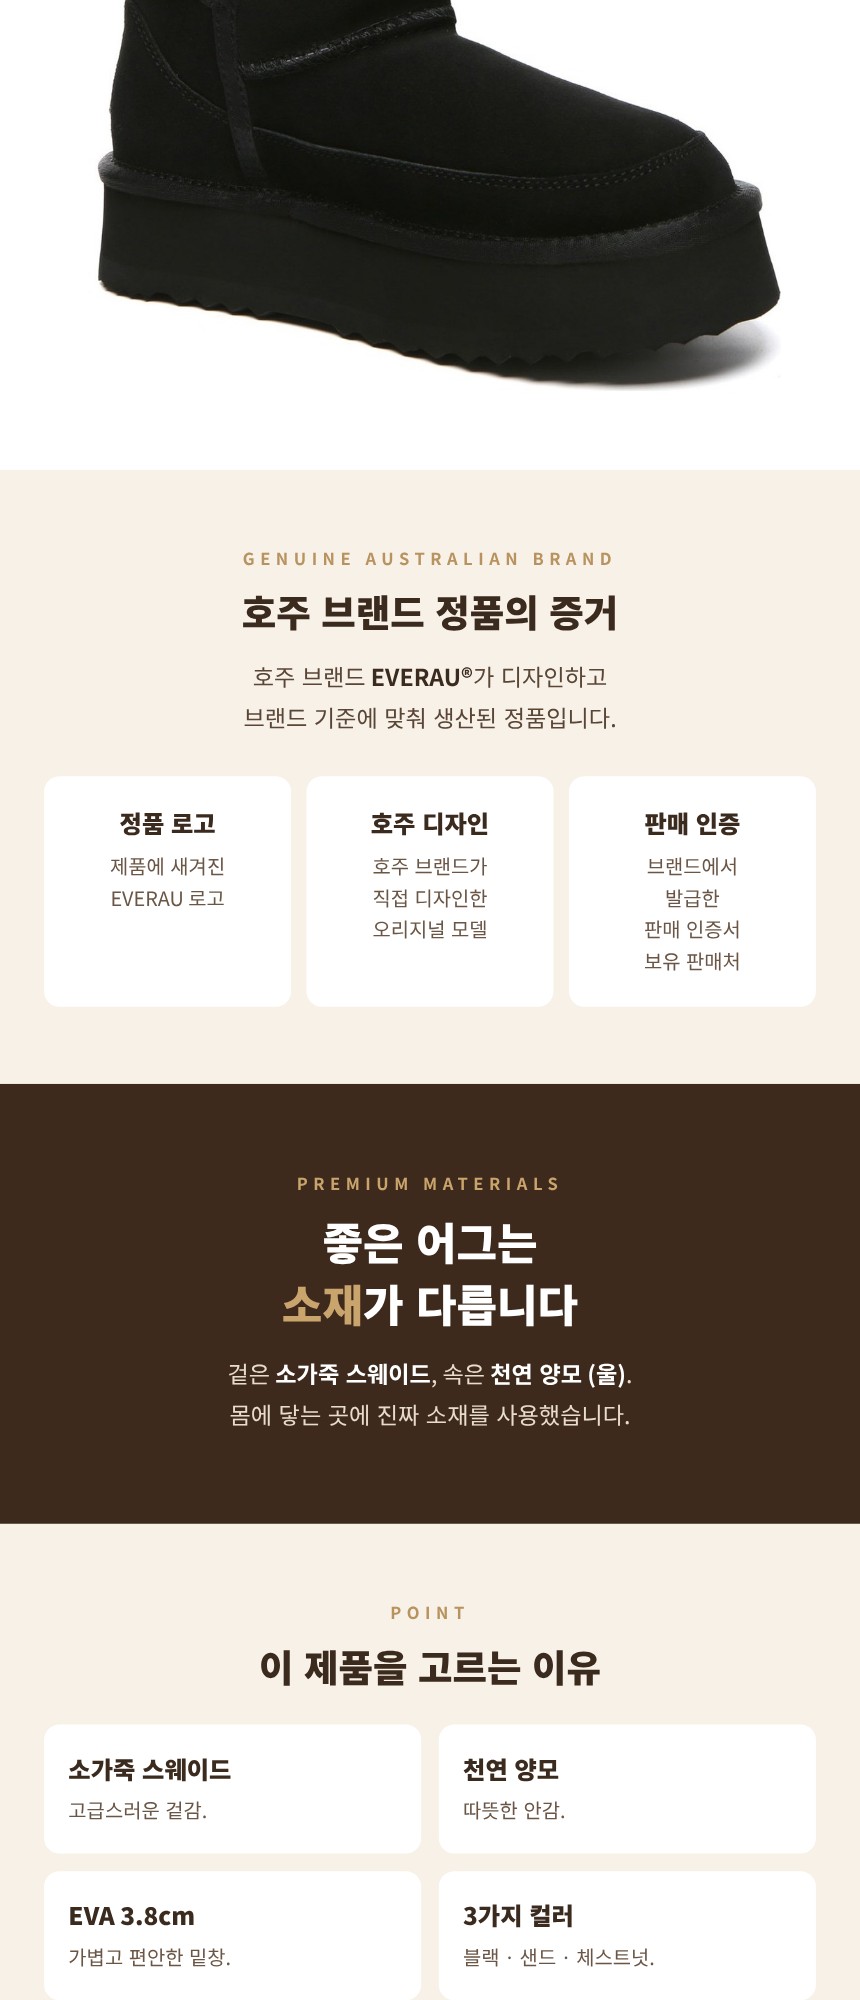 GENUINE AUSTRALIAN BRAND
호주 브랜드 정품의 증거
호주 브랜드 EVERAU®가 디자인하고
브랜드 기준에 맞춰 생산된 정품입니다.
정품 로고
제품에 새겨진
EVERAU 로고
호주 디자인
호주 브랜드가
직접 디자인한
오리지널 모델
판매 인증
브랜드에서
발급한
판매 인증서
보유 판매처
PREMIUM MATERIALS
좋은 어그는
소재가 다릅니다
겉은 소가죽 스웨이드, 속은 천연 양모 (울).
몸에 닿는 곳에 진짜 소재를 사용했습니다.
POINT
이 제품을 고르는 이유
소가죽 스웨이드
고급스러운 겉감.
천연 양모
따뜻한 안감.
EVA 3.8cm
가볍고 편안한 밑창.
3가지 컬러
블랙 · 샌드 · 체스트넛.